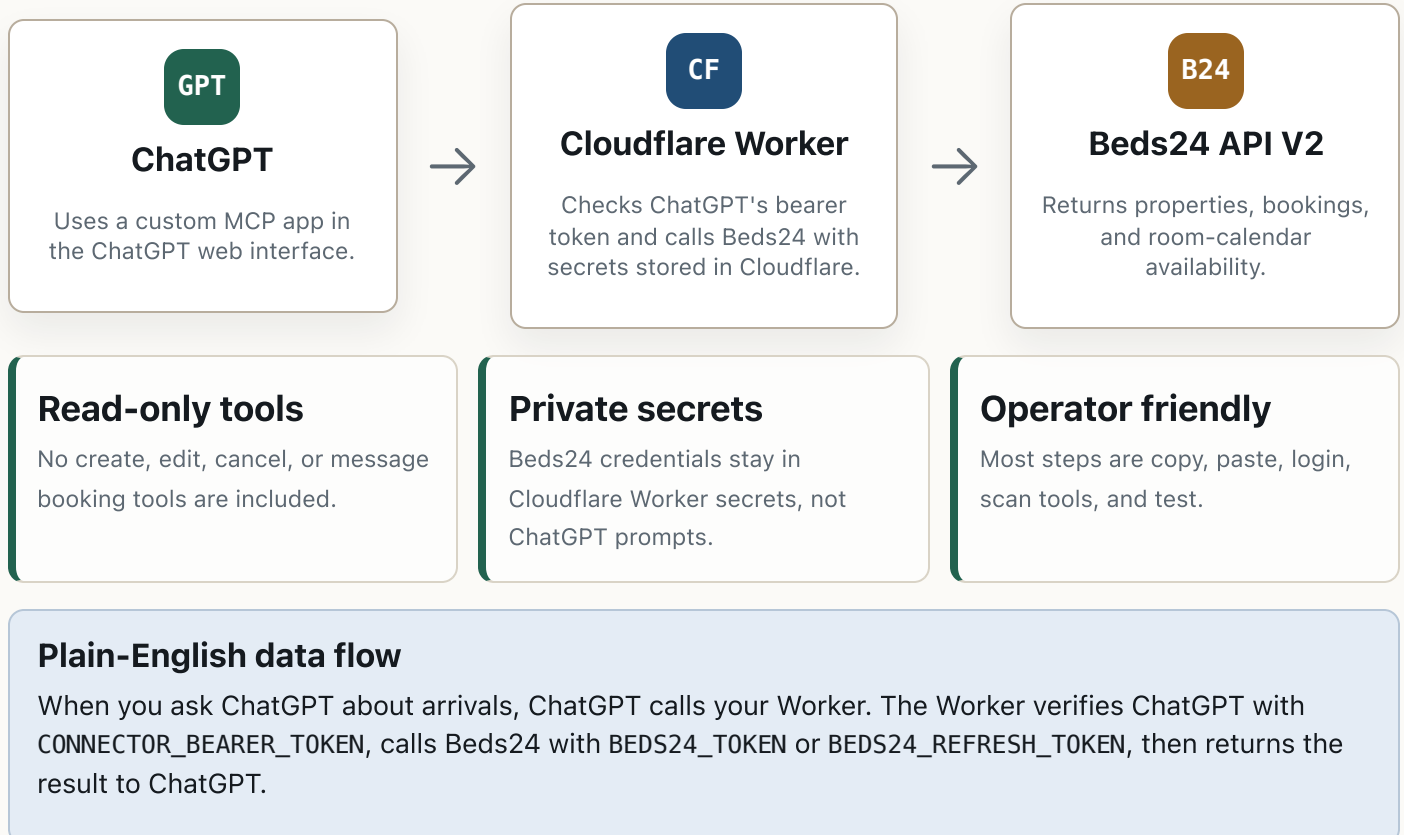 GPT
ChatGPT
Uses a custom MCP app in
the ChatGPT web interface.
CF
Cloudflare Worker
Checks ChatGPT's bearer
token and calls Beds24 with
secrets stored in Cloudflare.
B24
Beds24 API V2
Returns properties, bookings,
and room-calendar
availability.
Read-only tools
No create, edit, cancel, or message
booking tools are included.
Private secrets
Beds24 credentials stay in
Cloudflare Worker secrets, not
ChatGPT prompts.
Operator friendly
Most steps are copy, paste, login,
scan tools, and test.
Plain-English data flow
When you ask ChatGPT about arrivals, ChatGPT calls your Worker. The Worker verifies ChatGPT with
CONNECTOR_BEARER_TOKEN, calls Beds24 with BEDS24_TOKEN or BEDS24_REFRESH_TOKEN, then returns the
result to ChatGPT.